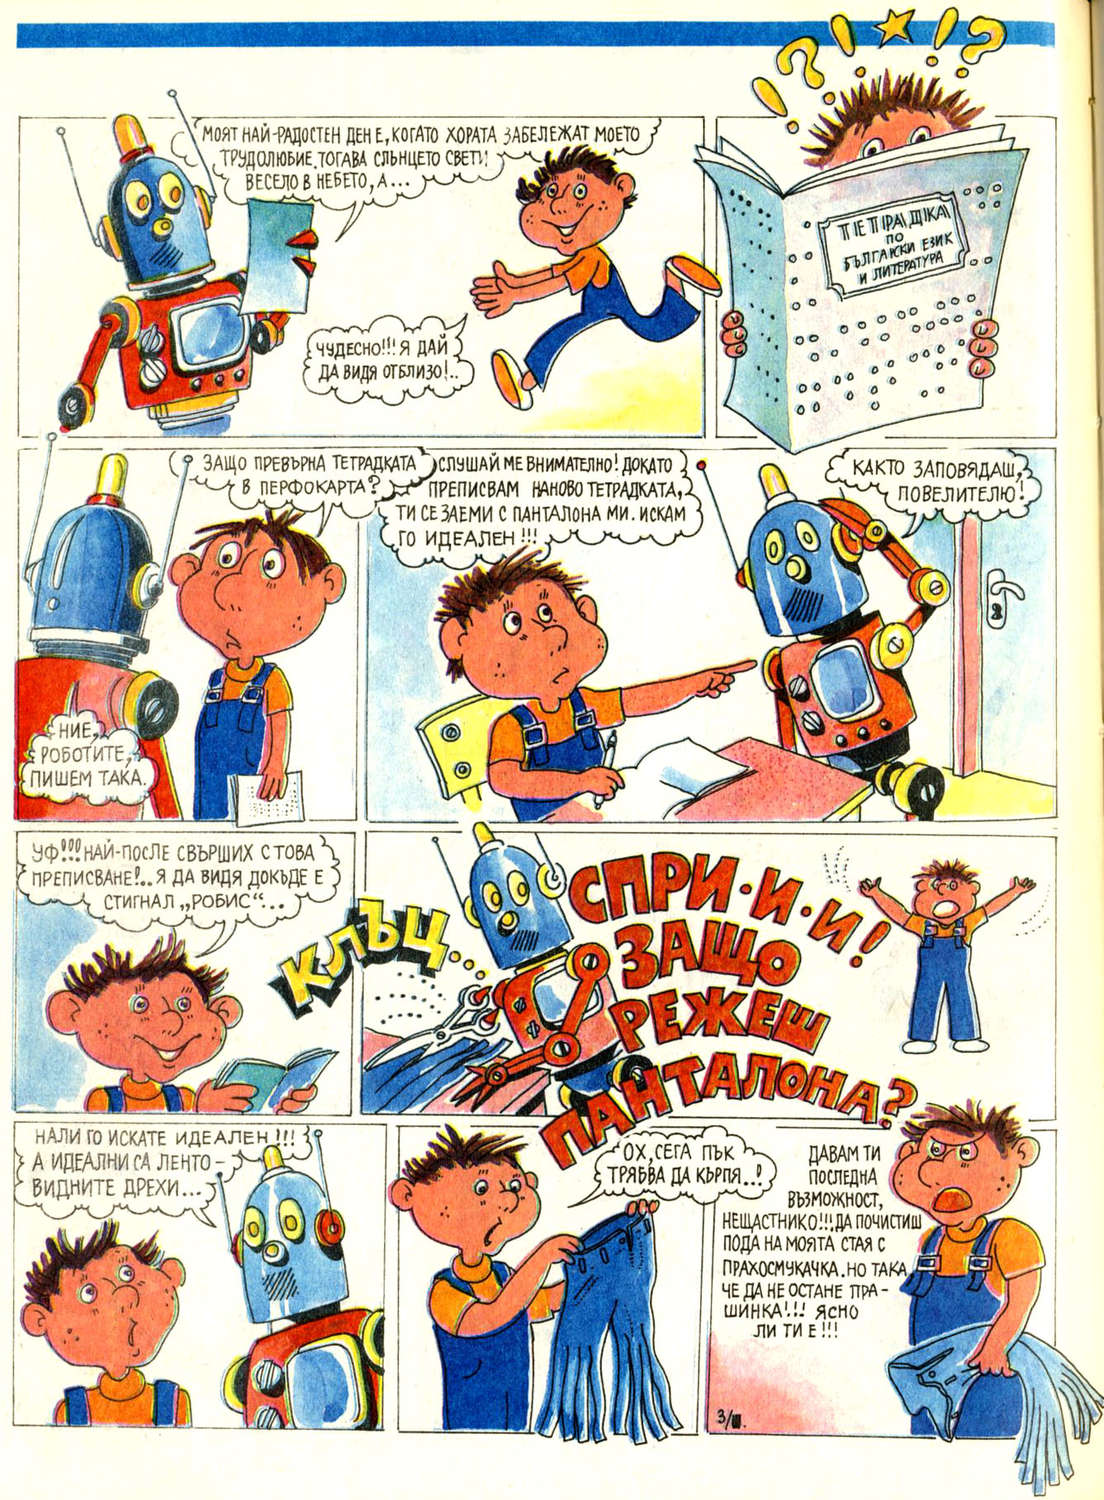 МОЯТ НАЙ-РАДОСТЕН ДЕН Е, КОГАТО ХОРАТА ЗАБЕЛЕЖАТ МОЕТО
ТРУДОЛЮБИЕ. ТОГАВА СЛЪНЦЕТО СВЕТИ
ВЕСЕЛО В НЕБЕТО, А...
ЧУДЕСНО!!! Я ДАЙ
ДА ВИДЯ ОТБЛИЗО!..
!?!★!?
ТЕТРАДКА
ПО
БЪЛГАРСКИ ЕЗИК
И ЛИТЕРАТУРА
ЗАЩО ПРЕВЪРНА ТЕТРАДКАТА
В ПЕРФОКАРТА?
НИЕ,
РОБОТИТЕ,
ПИШЕМ ТАКА.
СЛУШАЙ МЕ ВНИМАТЕЛНО! ДОКАТО
ПРЕПИСВАМ НАНОВО ТЕТРАДКАТА,
ТИ СЕ ЗАЕМИ С ПАНТАЛОНА МИ. ИСКАМ
ГО ИДЕАЛЕН!!!
КАКТО ЗАПОВЯДАШ,
ПОВЕЛИТЕЛЮ!
УФ!!! НАЙ-ПОСЛЕ СВЪРШИХ С ТОВА
ПРЕПИСВАНЕ!.. Я ДА ВИДЯ ДОКЪДЕ Е
СТИГНАЛ „РОБИС“...
КЛЪЦ...
СПРИ-И-И!
ЗАЩО
РЕЖЕШ
ПАНТАЛОНА?
НАЛИ ГО ИСКАТЕ ИДЕАЛЕН!!!
А ИДЕАЛНИ СА ЛЕНТО-
ВИДНИТЕ ДРЕХИ...
ОХ, СЕГА ПЪК
ТРЯБВА ДА КЪРПЯ..!
ДАВАМ ТИ
ПОСЛЕДНА
ВЪЗМОЖНОСТ,
НЕЩАСТНИКО!!! ДА ПОЧИСТИШ
ПОДА НА МОЯТА СТАЯ С
ПРАХОСМУКАЧКА. НО ТАКА,
ЧЕ ДА НЕ ОСТАНЕ ПРА-
ШИНКА!!! ЯСНО
ЛИ ТИ Е!!!